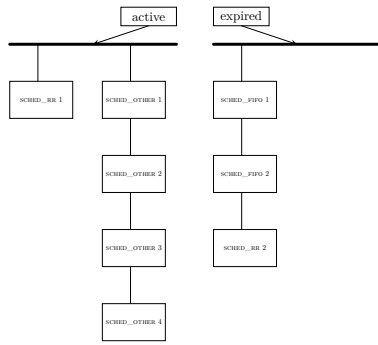 active
expired
SCHED_RR 1
SCHED_OTHER 1
SCHED_FIFO 1
SCHED_OTHER 2
SCHED_FIFO 2
SCHED_OTHER 3
SCHED_RR 2
SCHED_OTHER 4